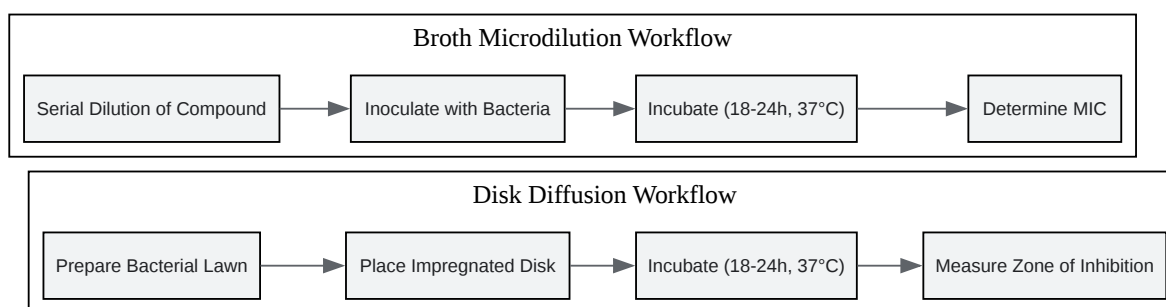 Broth Microdilution Workflow
Serial Dilution of Compound
Inoculate with Bacteria
Incubate (18-24h, 37°C)
Determine MIC
Disk Diffusion Workflow
Prepare Bacterial Lawn
Place Impregnated Disk
Incubate (18-24h, 37°C)
Measure Zone of Inhibition